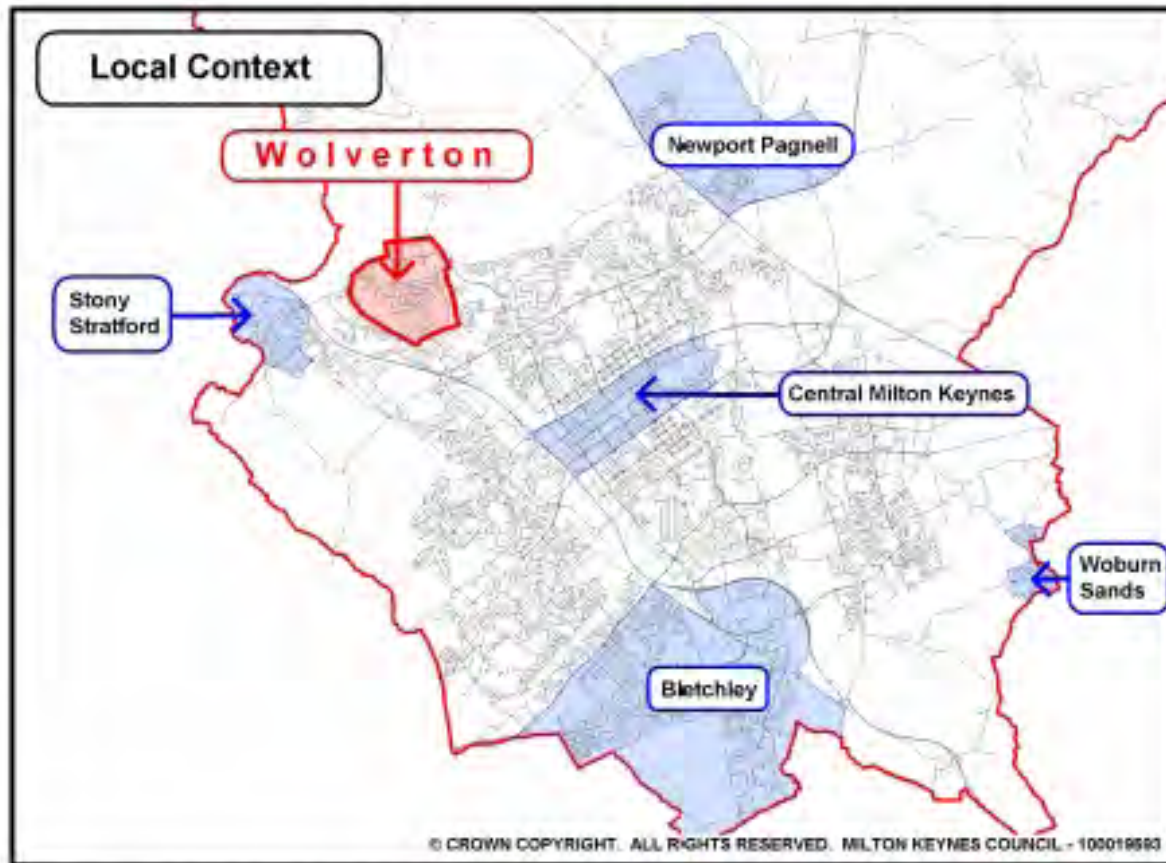 Local Context
Wolverton
Newport Pagnell
Stony
Stratford
Central Milton Keynes
Woburn
Sands
Bletchley
© CROWN COPYRIGHT. ALL RIGHTS RESERVED. MILTON KEYNES COUNCIL - 100019593